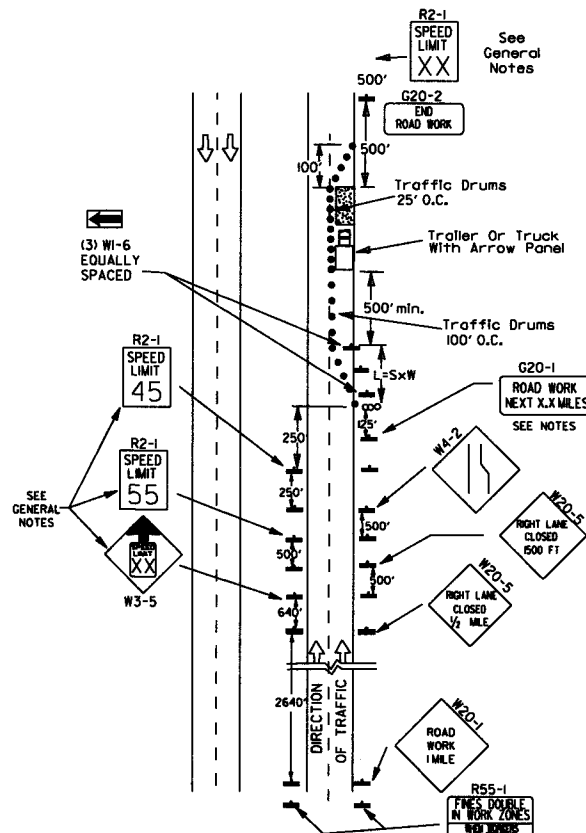 R2-1
SPEED
LIMIT
XX
See
General
Notes
500'
G20-2
END
ROAD WORK
500'
100'
Traffic Drums
25' O.C.
Trailer Or Truck
With Arrow Panel
(3) W1-6
EQUALLY
SPACED
500' min.
Traffic Drums
100' O.C.
R2-1
SPEED
LIMIT
45
L=S×W
G20-1
ROAD WORK
NEXT X.X MILES
SEE NOTES
125'
250'
W4-2
R2-1
SPEED
LIMIT
55
250'
SEE
GENERAL
NOTES
500'
W20-5
RIGHT LANE
CLOSED
1500 FT
500'
SPEED
LIMIT
XX
W3-5
500'
W20-5
RIGHT LANE
CLOSED
1/2 MILE
640'
2640'
DIRECTION
OF TRAFFIC
W20-1
ROAD
WORK
1 MILE
R55-1
FINES DOUBLE
IN WORK ZONES
WHEN WORKERS